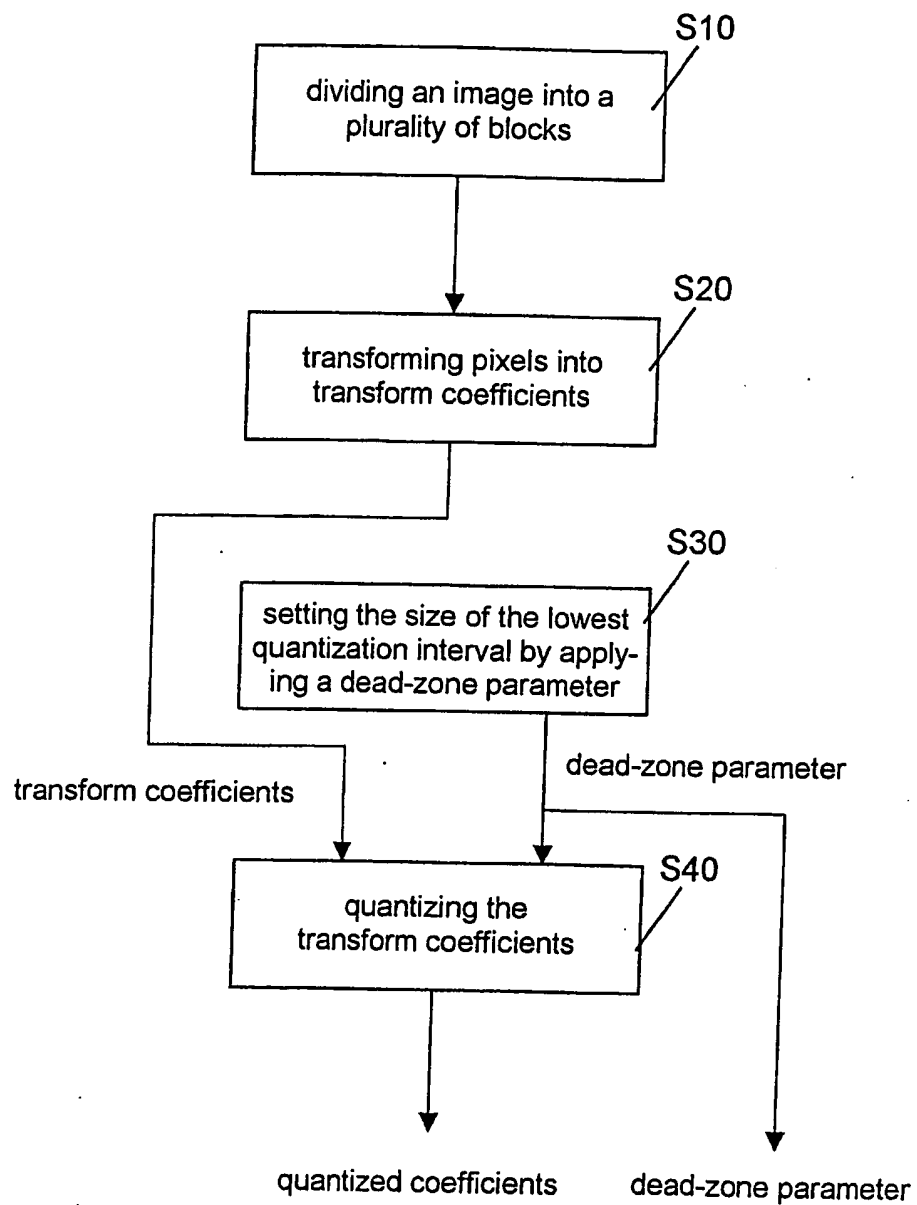 S10
dividing an image into a
plurality of blocks
S20
transforming pixels into
transform coefficients
S30
setting the size of the lowest
quantization interval by apply-
ing a dead-zone parameter
dead-zone parameter
transform coefficients
S40
quantizing the
transform coefficients
quantized coefficients
dead-zone parameter